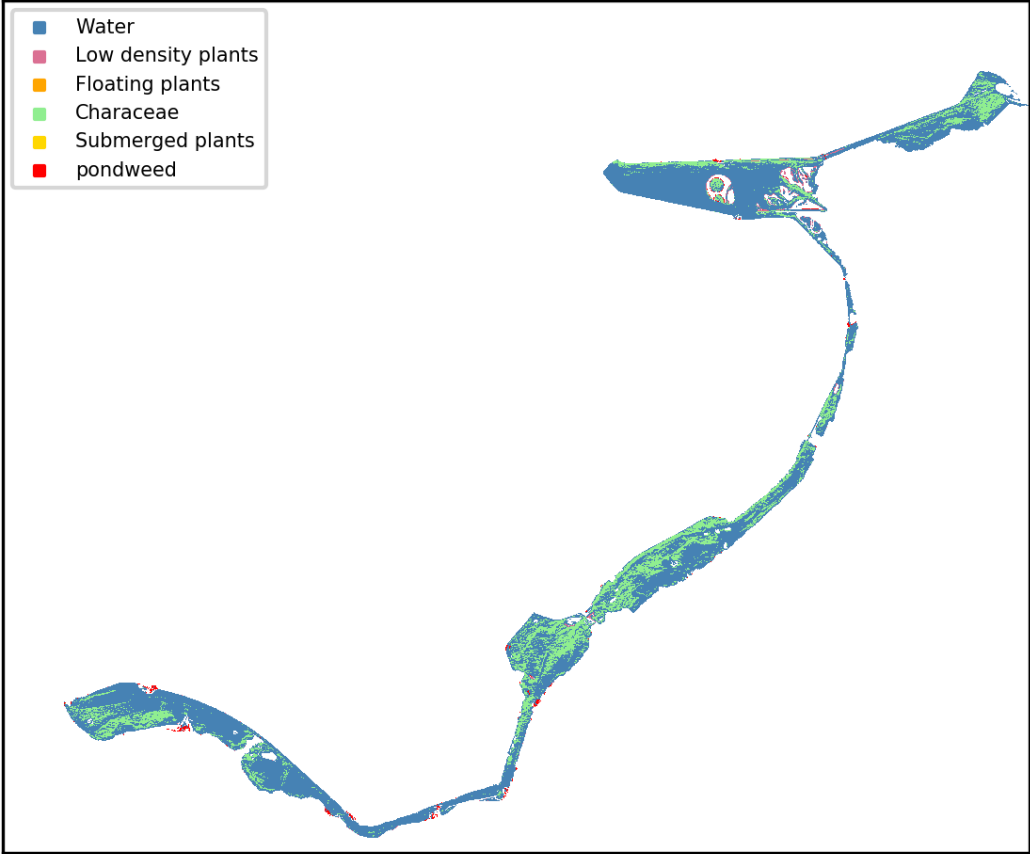 Water
Low density plants
Floating plants
Characeae
Submerged plants
pondweed